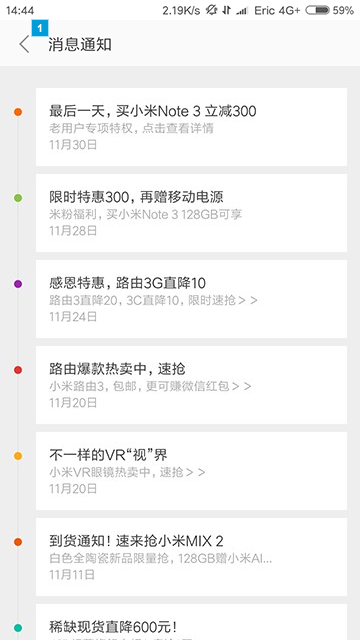 14:44 2.19K/s Eric 4G+ 59%
1
消息通知
最后一天，买小米Note 3 立减300
老用户专项特权，点击查看详情
11月30日
限时特惠300，再赠移动电源
米粉福利，买小米Note 3 128GB可享
11月28日
感恩特惠，路由3G直降10
路由3直降20，3C直降10，限时速抢＞＞
11月24日
路由爆款热卖中，速抢
小米路由3，包邮，更可赚微信红包＞＞
11月20日
不一样的VR“视”界
小米VR眼镜热卖中，速抢＞＞
11月20日
到货通知！速来抢小米MIX 2
白色全陶瓷新品限量抢，128GB赠小米AI...
11月11日
稀缺现货直降600元！